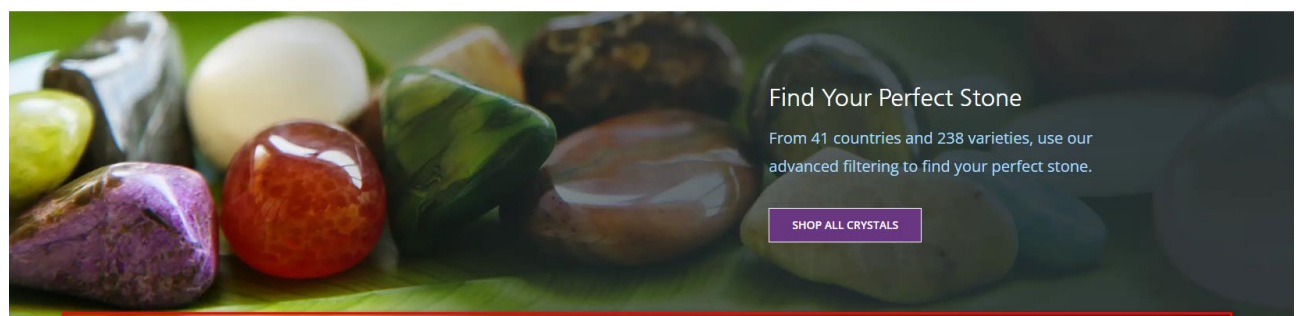 Find Your Perfect Stone
From 41 countries and 238 varieties, use our
advanced filtering to find your perfect stone.
SHOP ALL CRYSTALS